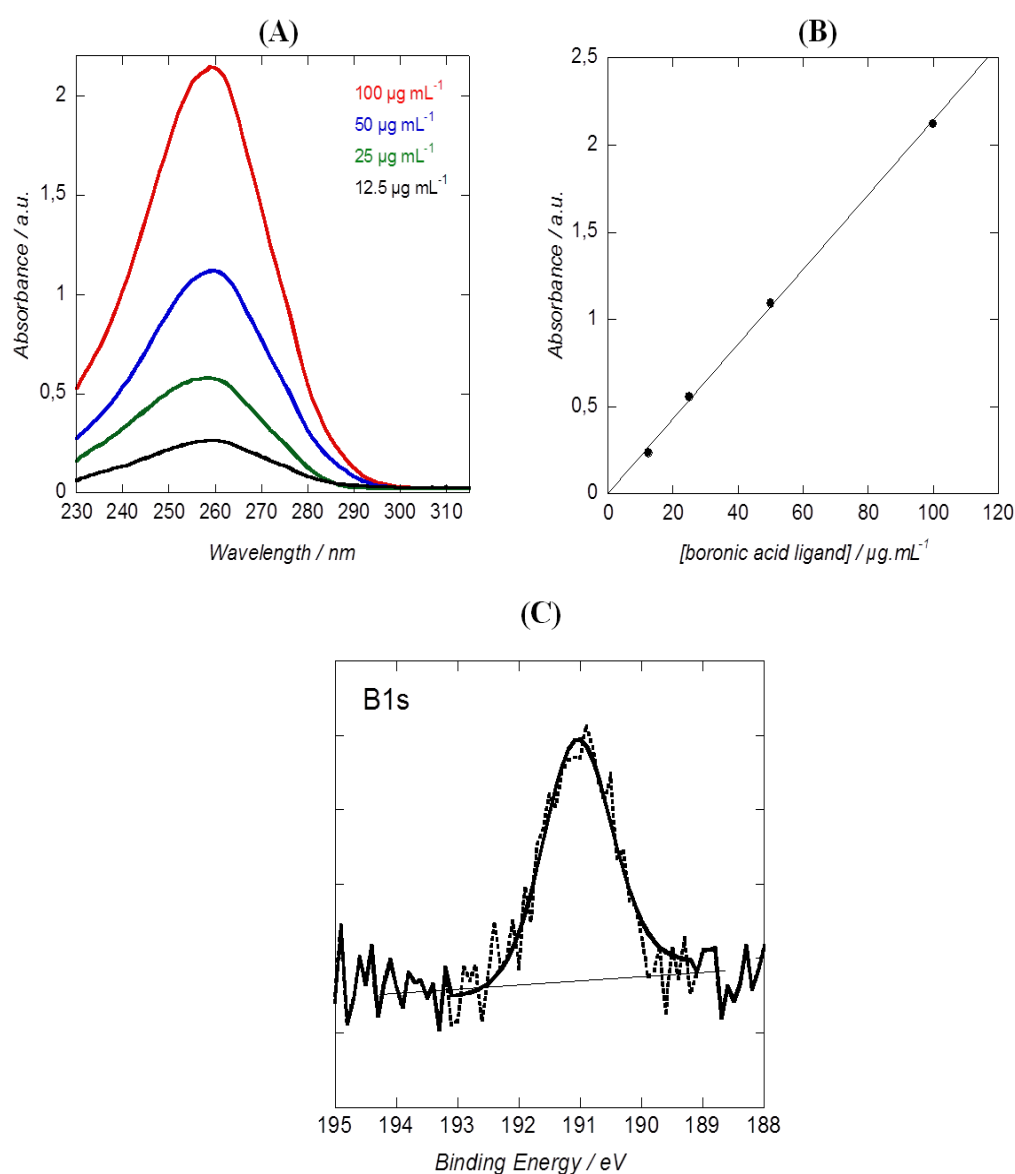 (A)
Absorbance / a.u.
2
1,5
1
0,5
0
100 µg mL-1
50 µg mL-1
25 µg mL-1
12.5 µg mL-1
230 240 250 260 270 280 290 300 310
Wavelength / nm
(B)
Absorbance / a.u.
2,5
2
1,5
1
0,5
0
0 20 40 60 80 100 120
[boronic acid ligand] / µg.mL-1
(C)
B1s
195 194 193 192 191 190 189 188
Binding Energy / eV